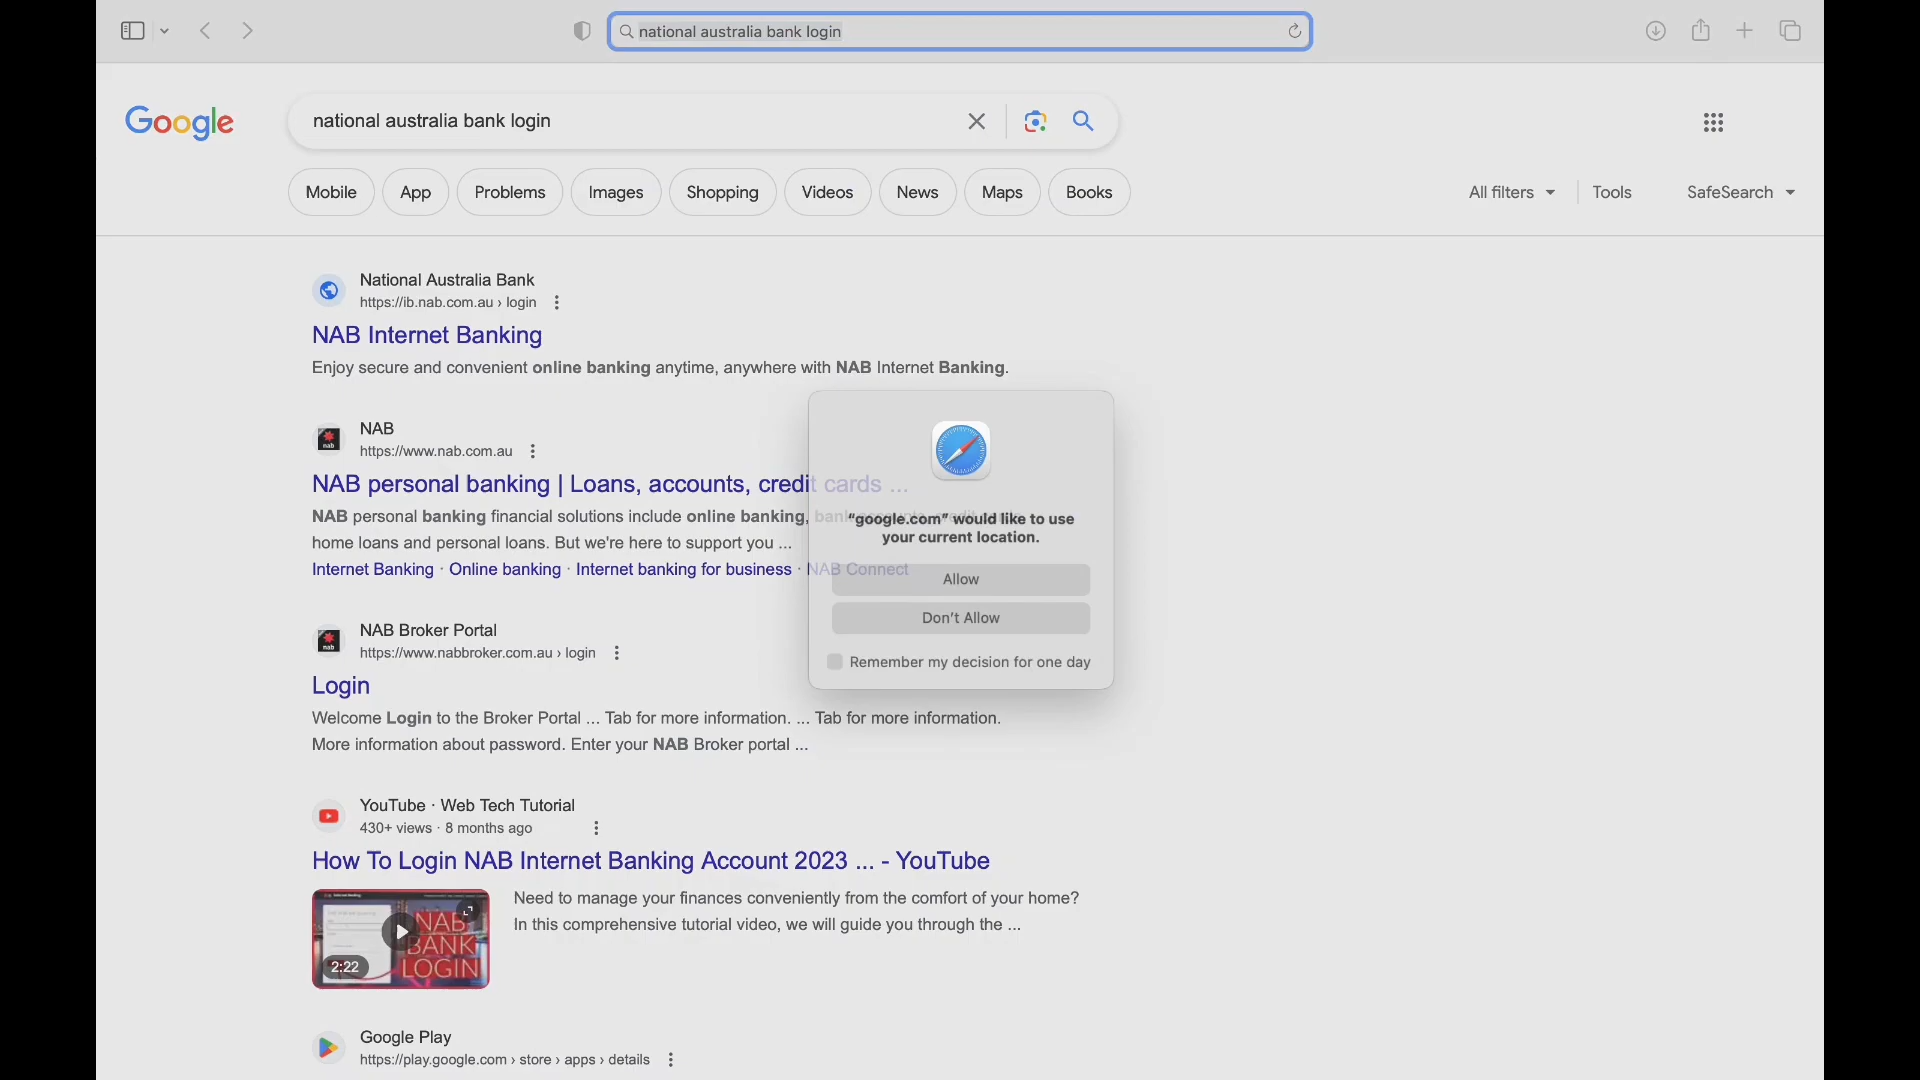 national australia bank login
Google
national australia bank login
Mobile
App
Problems
Images
Shopping
Videos
News
Maps
Books
All filters
Tools
SafeSearch
National Australia Bank
https://ib.nab.com.au › login
NAB Internet Banking
Enjoy secure and convenient online banking anytime, anywhere with NAB Internet Banking.
nab
NAB
https://www.nab.com.au
NAB personal banking | Loans, accounts, credit cards ...
NAB personal banking financial solutions include online banking,
home loans and personal loans. But we're here to support you ...
Internet Banking · Online banking · Internet banking for business · NAB Connect
"google.com" would like to use
your current location.
Allow
Don't Allow
Remember my decision for one day
nab
NAB Broker Portal
https://www.nabbroker.com.au › login
Login
Welcome Login to the Broker Portal ... Tab for more information. ... Tab for more information.
More information about password. Enter your NAB Broker portal ...
YouTube · Web Tech Tutorial
430+ views · 8 months ago
How To Login NAB Internet Banking Account 2023 ... - YouTube
NAB
BANK
LOGIN
2:22
Need to manage your finances conveniently from the comfort of your home?
In this comprehensive tutorial video, we will guide you through the ...
Google Play
https://play.google.com › store › apps › details